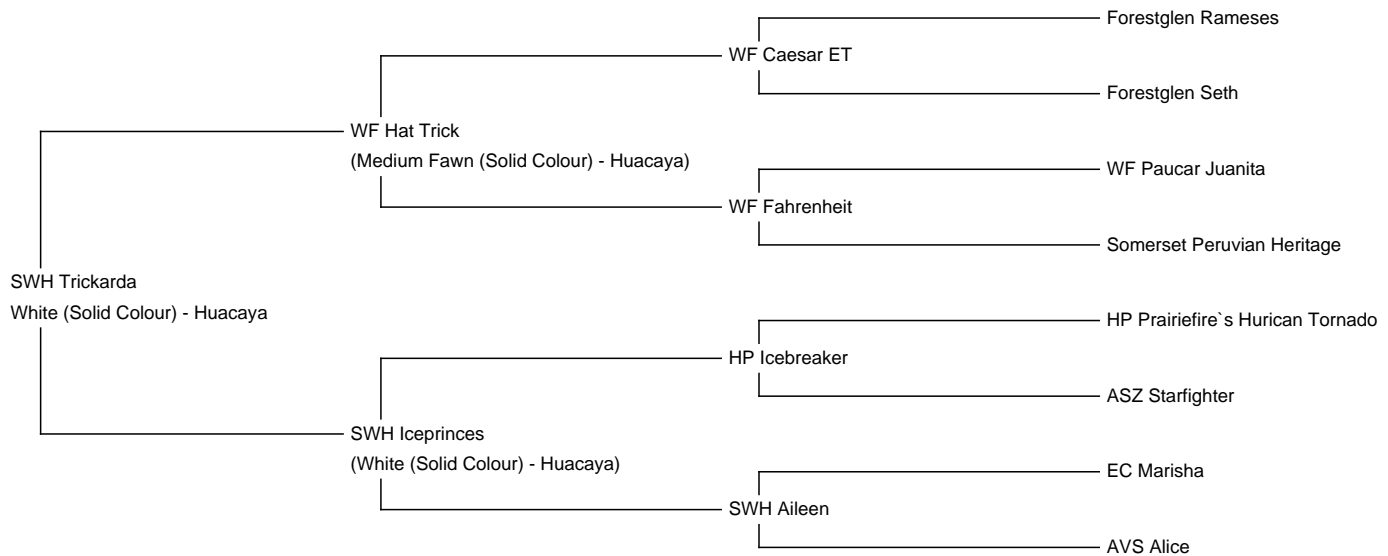 Forestglen Rameses
WF Caesar ET
Forestglen Seth
WF Hat Trick
(Medium Fawn (Solid Colour) - Huacaya)
WF Paucar Juanita
WF Fahrenheit
Somerset Peruvian Heritage
SWH Trickarda
White (Solid Colour) - Huacaya
HP Prairiefire`s Hurican Tornado
HP Icebreaker
ASZ Starfighter
SWH Iceprinces
(White (Solid Colour) - Huacaya)
EC Marisha
SWH Aileen
AVS Alice